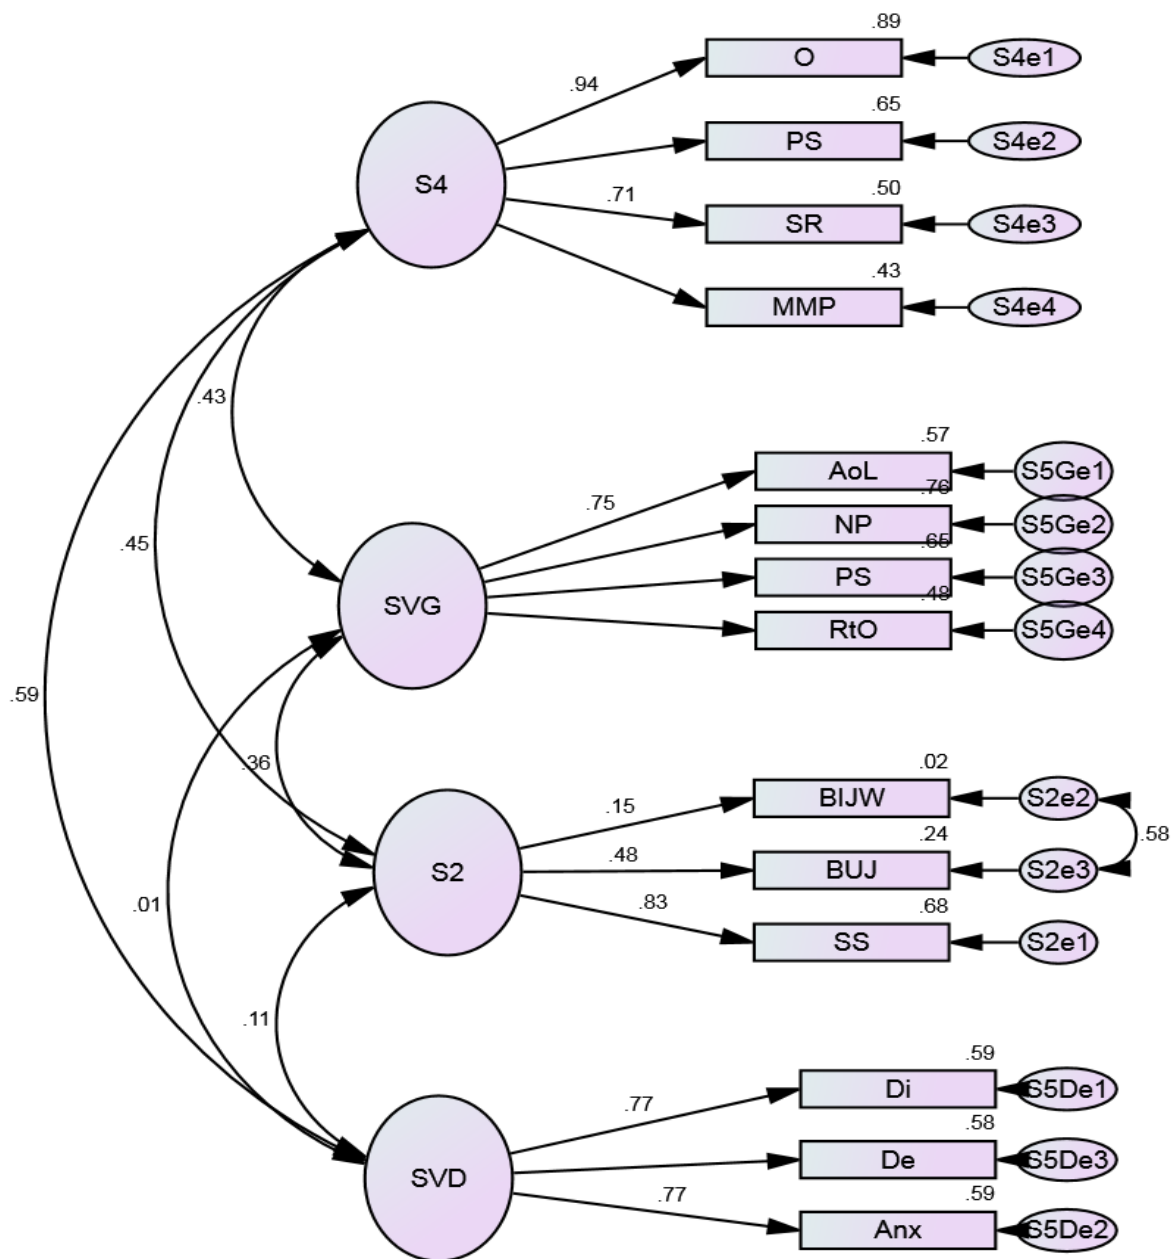 .89
O
S4e1
.94
.65
PS
S4e2
S4
.71
.50
SR
S4e3
.43
MMP
S4e4
.43
.57
AoL
S5Ge1
.75
.76
NP
S5Ge2
.45
.65
PS
S5Ge3
SVG
.48
RtO
S5Ge4
.59
.36
.02
BIJW
S2e2
.15
.58
.24
BUJ
S2e3
.48
S2
.83
.68
SS
S2e1
.01
.11
.59
Di
S5De1
.77
.58
De
S5De3
SVD
.77
.59
Anx
S5De2